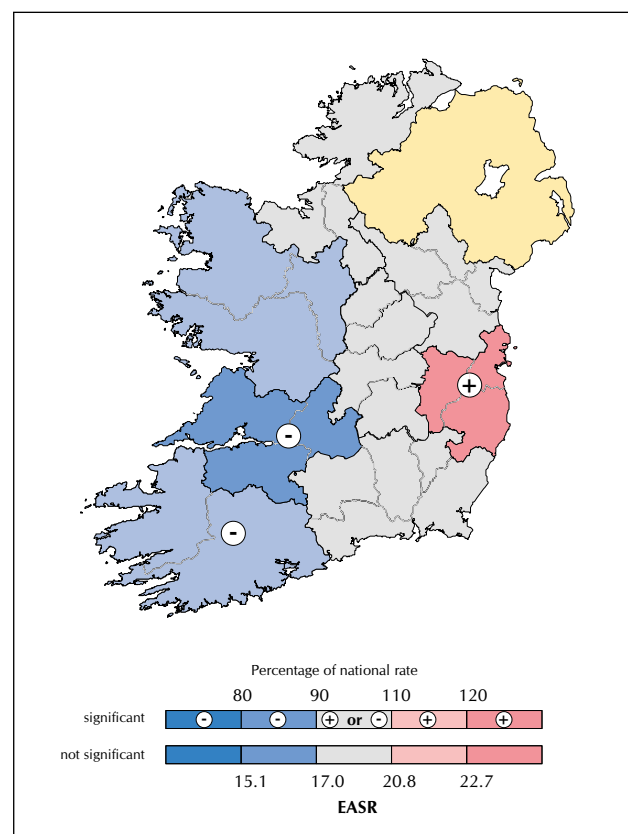 +
-
-
Percentage of national rate
80 90 110 120
significant - - + or - + +
not significant
15.1 17.0 20.8 22.7
EASR